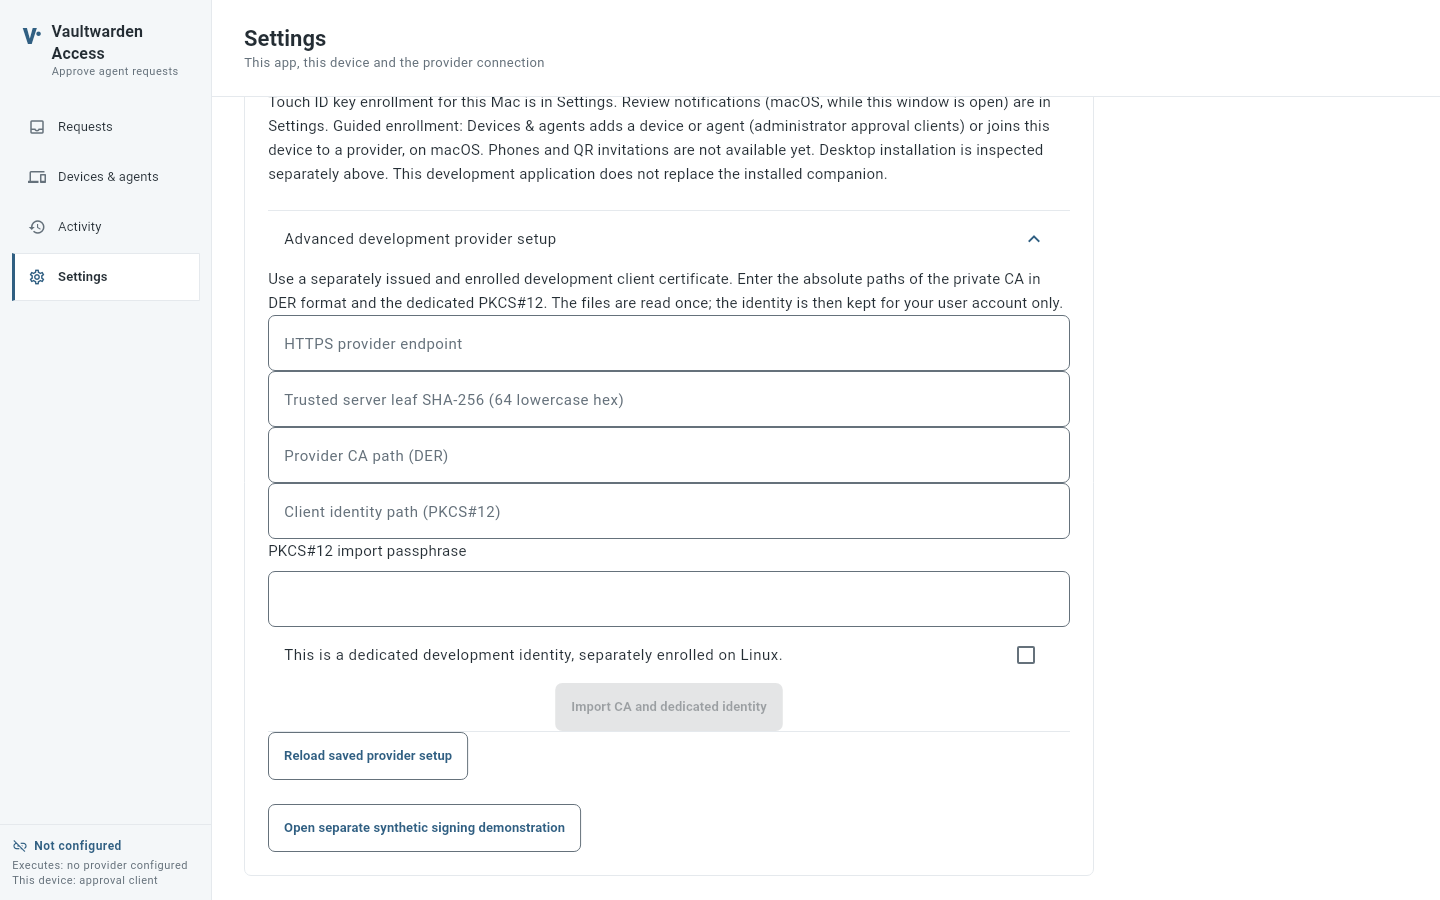 Vaultwarden
Access
Approve agent requests
Requests
Devices & agents
Activity
Settings
Not configured
Executes: no provider configured
This device: approval client
Settings
This app, this device and the provider connection
Touch ID key enrollment for this Mac is in Settings. Review notifications (macOS, while this window is open) are in
Settings. Guided enrollment: Devices & agents adds a device or agent (administrator approval clients) or joins this
device to a provider, on macOS. Phones and QR invitations are not available yet. Desktop installation is inspected
separately above. This development application does not replace the installed companion.
Advanced development provider setup
Use a separately issued and enrolled development client certificate. Enter the absolute paths of the private CA in
DER format and the dedicated PKCS#12. The files are read once; the identity is then kept for your user account only.
HTTPS provider endpoint
Trusted server leaf SHA-256 (64 lowercase hex)
Provider CA path (DER)
Client identity path (PKCS#12)
PKCS#12 import passphrase
This is a dedicated development identity, separately enrolled on Linux.
Import CA and dedicated identity
Reload saved provider setup
Open separate synthetic signing demonstration